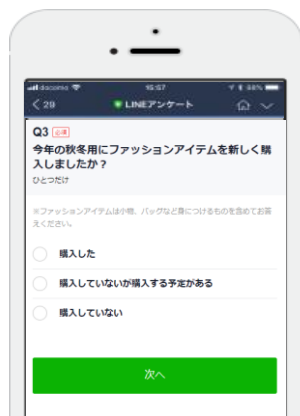 docomo 15:57 98%
< 29 LINEアンケート
Q3 必須
今年の秋冬用にファッションアイテムを新しく購
入しましたか？
ひとつだけ
※ファッションアイテムは小物、バッグなど身につけるものを含めてお答
えください。
購入した
購入していないが購入する予定がある
購入していない
次へ